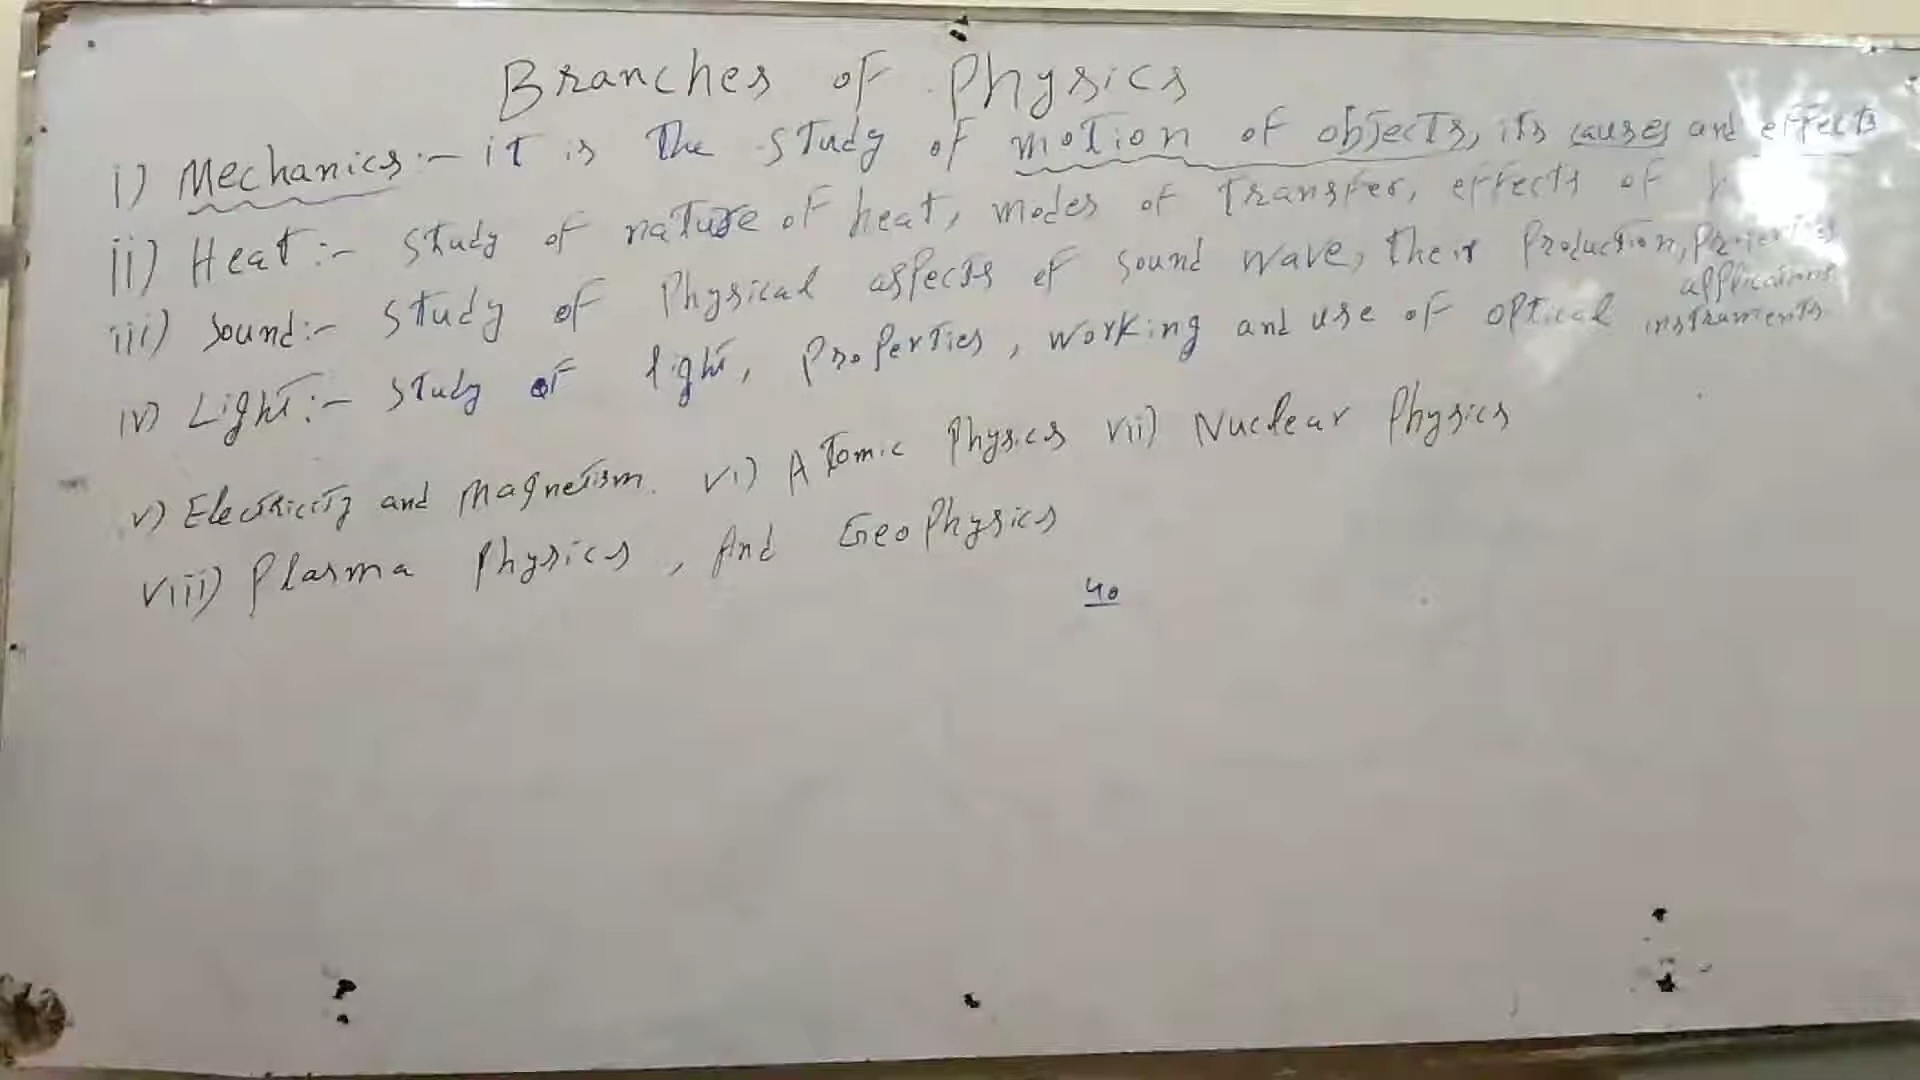 Branches of Physics
i) Mechanics:- it is the study of motion of objects, its causes and effects
ii) Heat:- study of nature of heat, modes of transfer, effects of
iii) Sound:- study of Physical aspects of sound wave, their Production, Properties
applications
iv) Light:- study of light, Properties, working and use of optical instruments
v) Electricity and Magnetism. vi) Atomic Physics vii) Nuclear Physics
viii) Plasma Physics, And Geo Physics
40